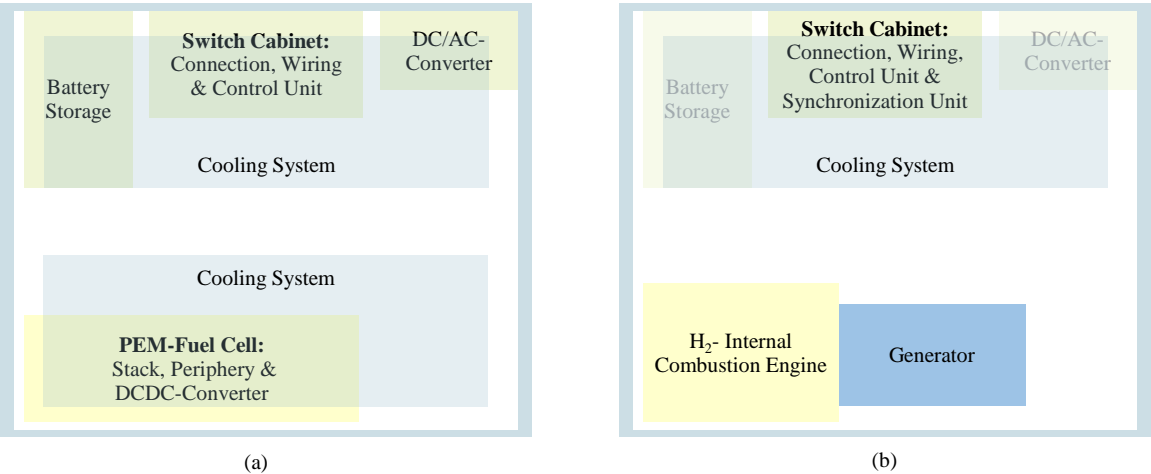 Switch Cabinet:
Connection, Wiring
& Control Unit
DC/AC-
Converter
Battery
Storage
Cooling System
Cooling System
PEM-Fuel Cell:
Stack, Periphery &
DCDC-Converter
(a)
Switch Cabinet:
Connection, Wiring,
Control Unit &
Synchronization Unit
DC/AC-
Converter
Battery
Storage
Cooling System
H₂- Internal
Combustion Engine
Generator
(b)